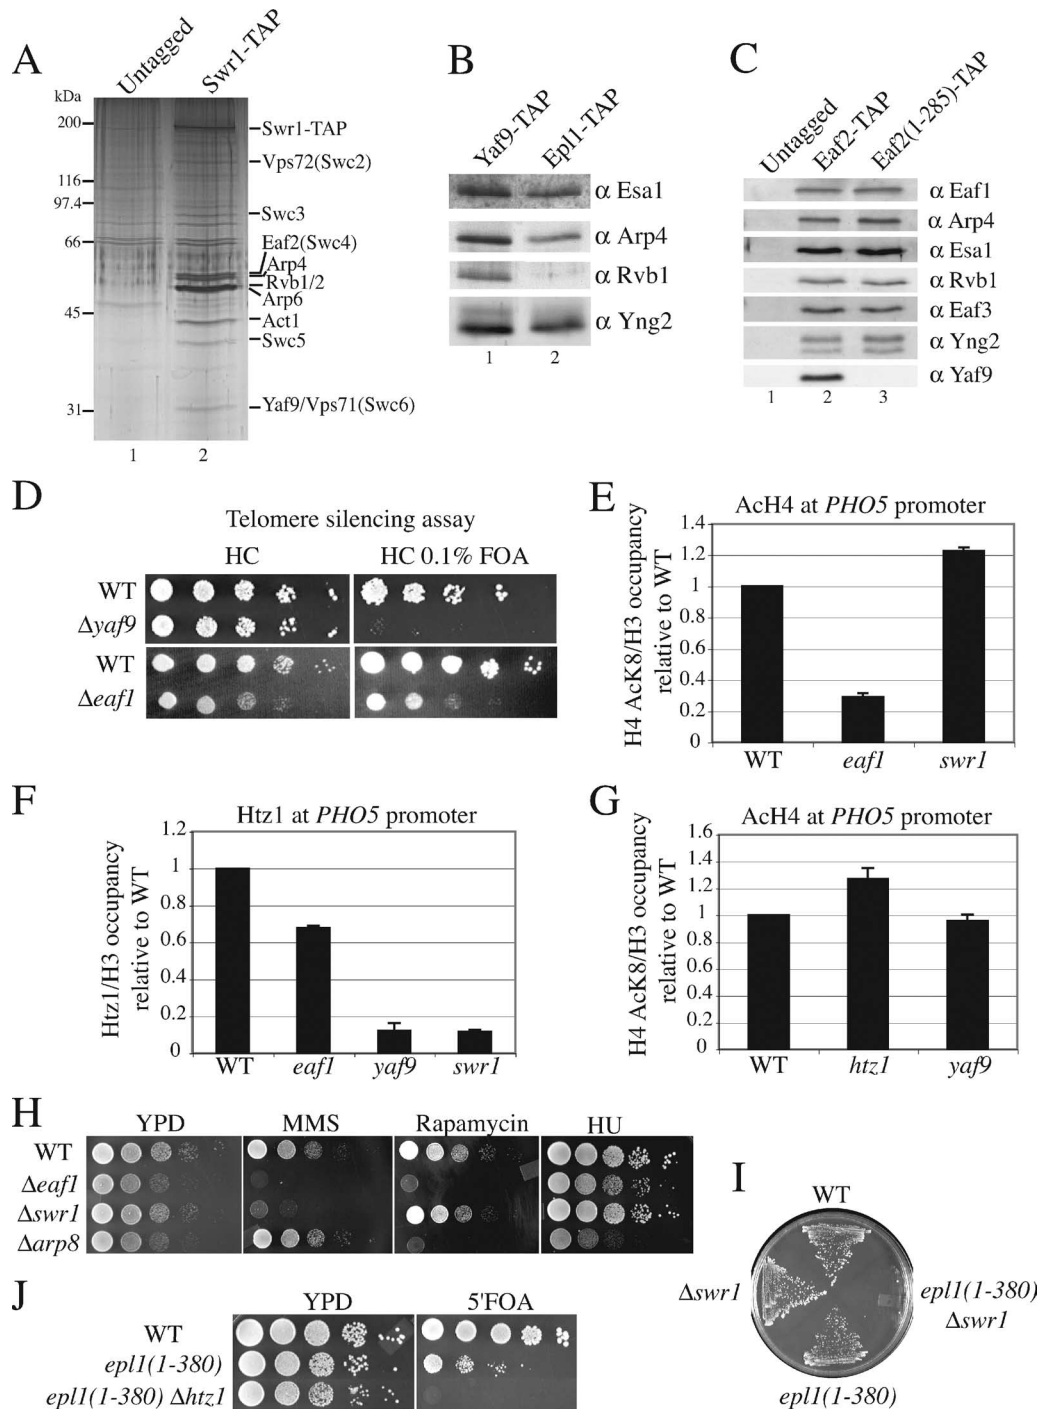 A
Untagged
Swr1-TAP
kDa
200
116
97.4
66
45
31
Swr1-TAP
Vps72(Swc2)
Swc3
Eaf2(Swc4)
Arp4
Rvb1/2
Arp6
Act1
Swc5
Yaf9/Vps71(Swc6)
1 2
B
Yaf9-TAP
Epl1-TAP
α Esa1
α Arp4
α Rvb1
α Yng2
1 2
C
Untagged
Eaf2-TAP
Eaf2(1-285)-TAP
α Eaf1
α Arp4
α Esa1
α Rvb1
α Eaf3
α Yng2
α Yaf9
1 2 3
D
Telomere silencing assay
HC HC 0.1% FOA
WT
Δyaf9
WT
Δeaf1
E
AcH4 at PHO5 promoter
H4 AcK8/H3 occupancy
relative to WT
1.4
1.2
1
0.8
0.6
0.4
0.2
0
WT eaf1 swr1
F
Htz1 at PHO5 promoter
Htz1/H3 occupancy
relative to WT
1.2
1
0.8
0.6
0.4
0.2
0
WT eaf1 yaf9 swr1
G
AcH4 at PHO5 promoter
H4 AcK8/H3 occupancy
relative to WT
1.6
1.4
1.2
1
0.8
0.6
0.4
0.2
0
WT htz1 yaf9
H
YPD MMS Rapamycin HU
WT
Δeaf1
Δswr1
Δarp8
I
WT
Δswr1
epl1(1-380)
Δswr1
epl1(1-380)
J
YPD 5'FOA
WT
epl1(1-380)
epl1(1-380) Δhtz1